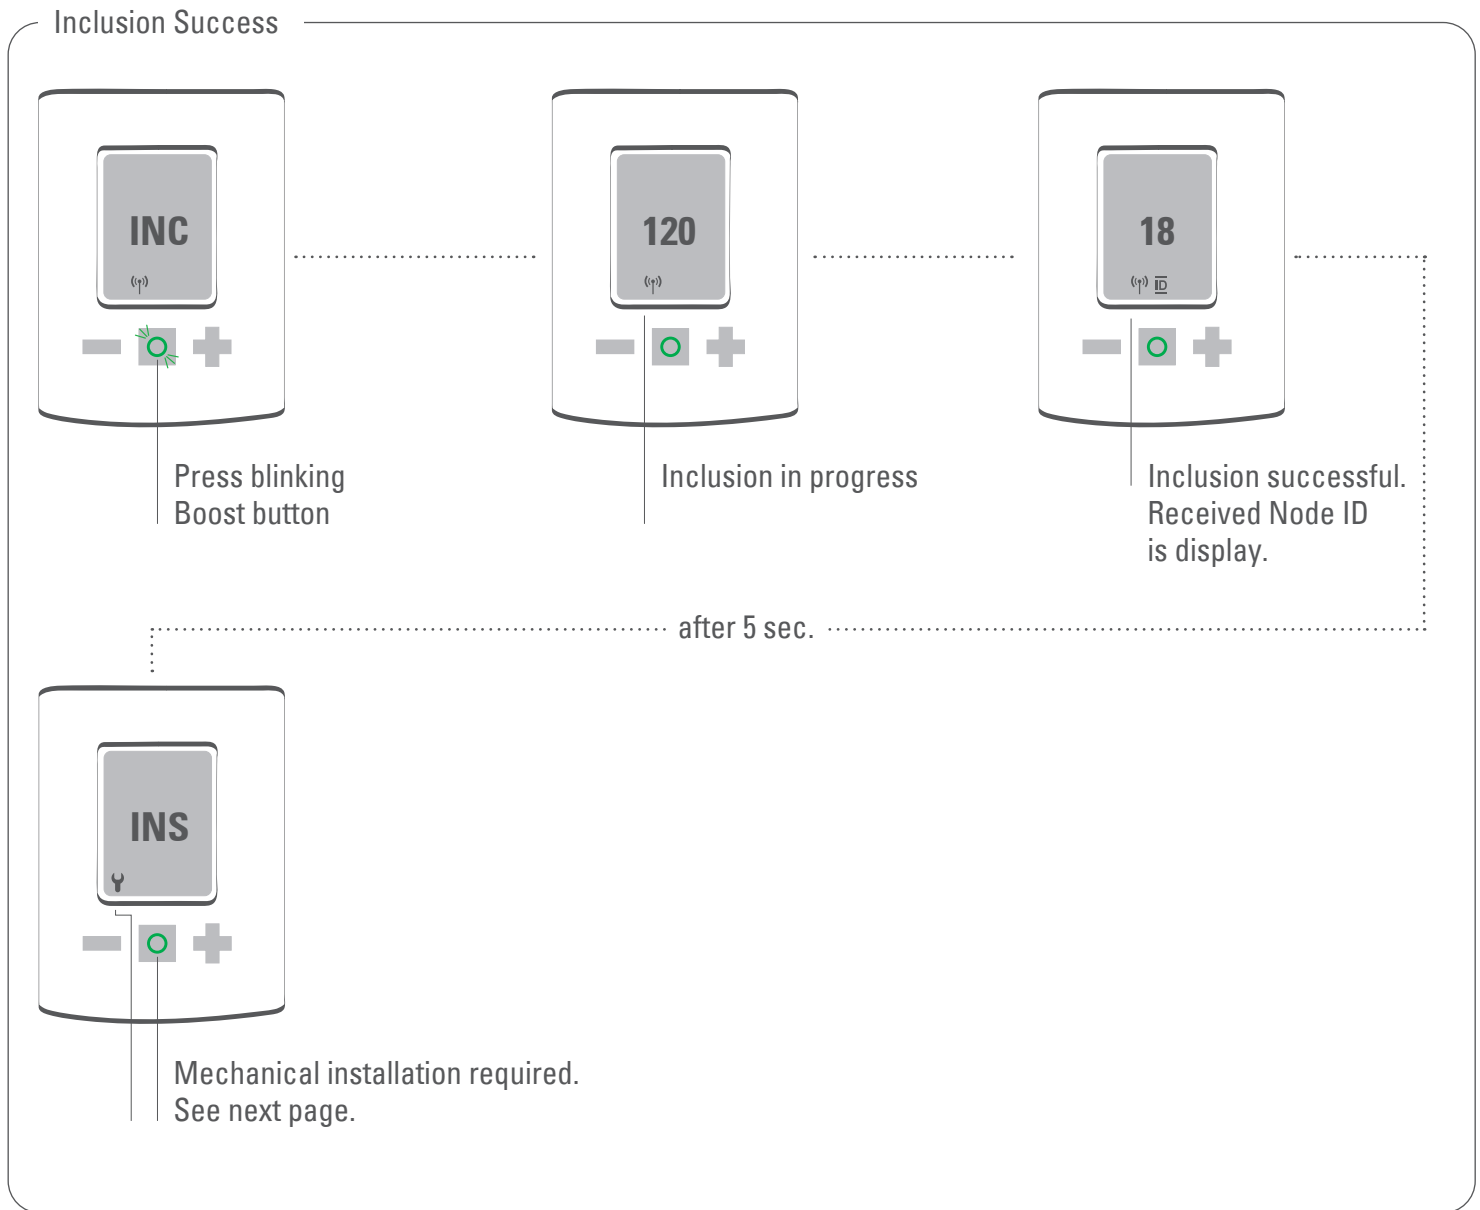 Inclusion Success
INC
120
18
ID
Press blinking
Boost button
Inclusion in progress
Inclusion successful.
Received Node ID
is display.
after 5 sec.
INS
Mechanical installation required.
See next page.